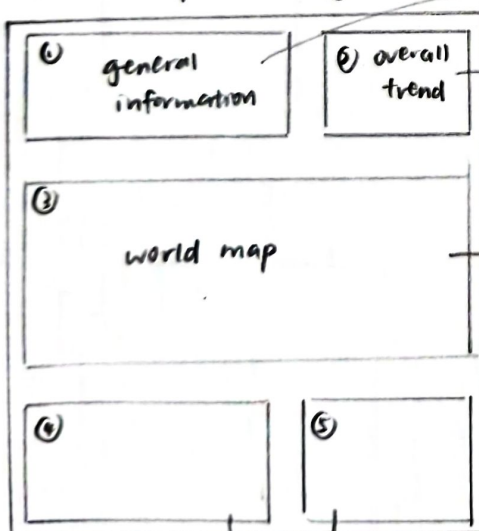 ① general
information
② overall
trend
③
world map
④
⑤